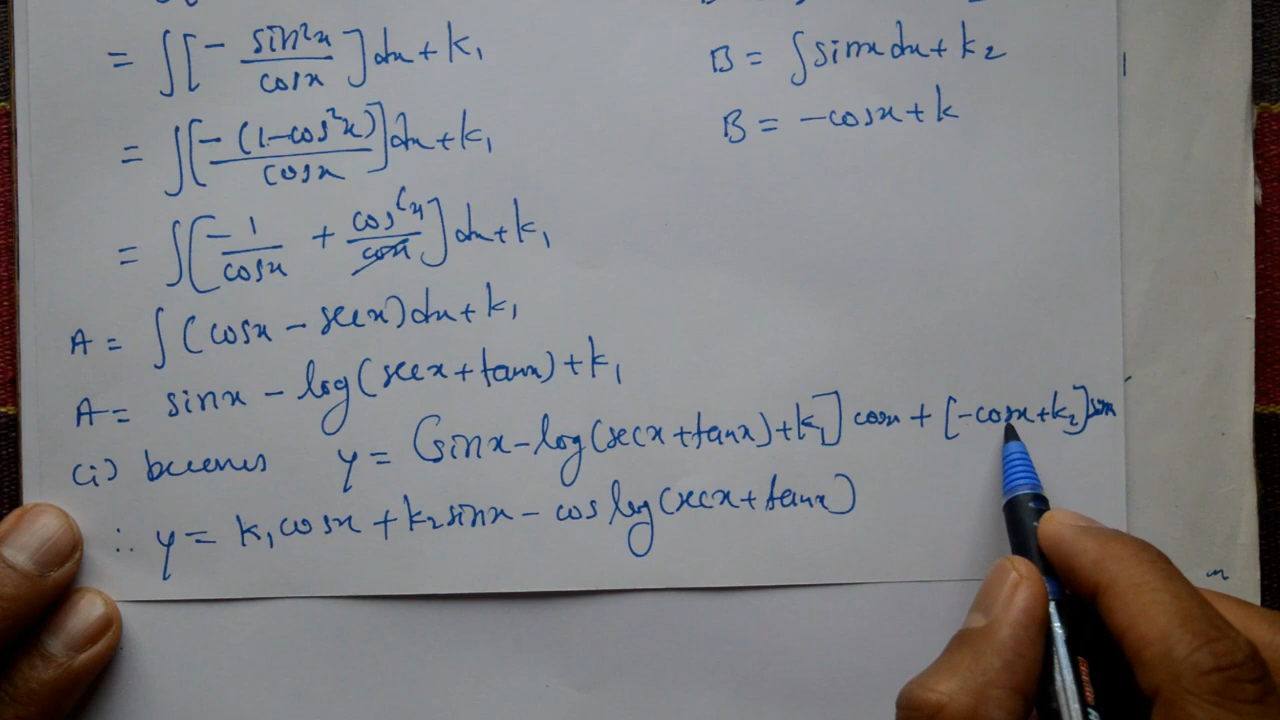 = ∫[- sin²x / cosx ] dx + k₁
= ∫[ -(1-cos²x) / cosx ] dx + k₁
= ∫[ -1 / cosx + cos²x / cosx ] dx + k₁
A = ∫ (cosx - secx) dx + k₁
A = sinx - log(secx + tanx) + k₁
B = ∫ sinx dx + k₂
B = -cosx + k
(i) becomes y = [sinx - log(secx + tanx) + k₁] cosx + [-cosx + k₂] sinx
∴ y = k₁ cosx + k₂ sinx - cos log(secx + tanx)